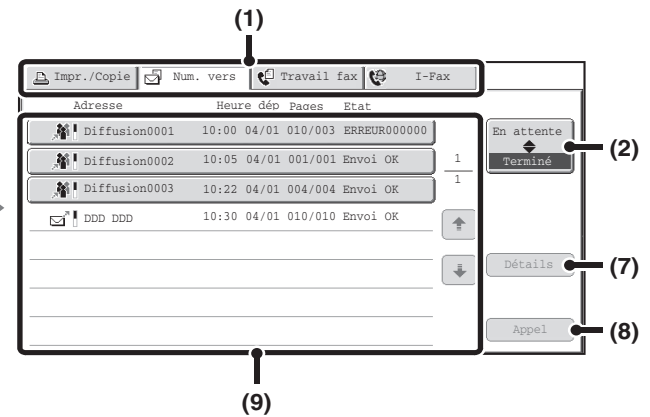 (1)
Impr./Copie Num. vers Travail fax I-Fax
Adresse Heure dép Pages Etat
Diffusion0001 10:00 04/01 010/003 ERREUR000000
Diffusion0002 10:05 04/01 001/001 Envoi OK
Diffusion0003 10:22 04/01 004/004 Envoi OK
DDD DDD 10:30 04/01 010/010 Envoi OK
1
1
En attente
Terminé
(2)
Détails
(7)
Appel
(8)
(9)